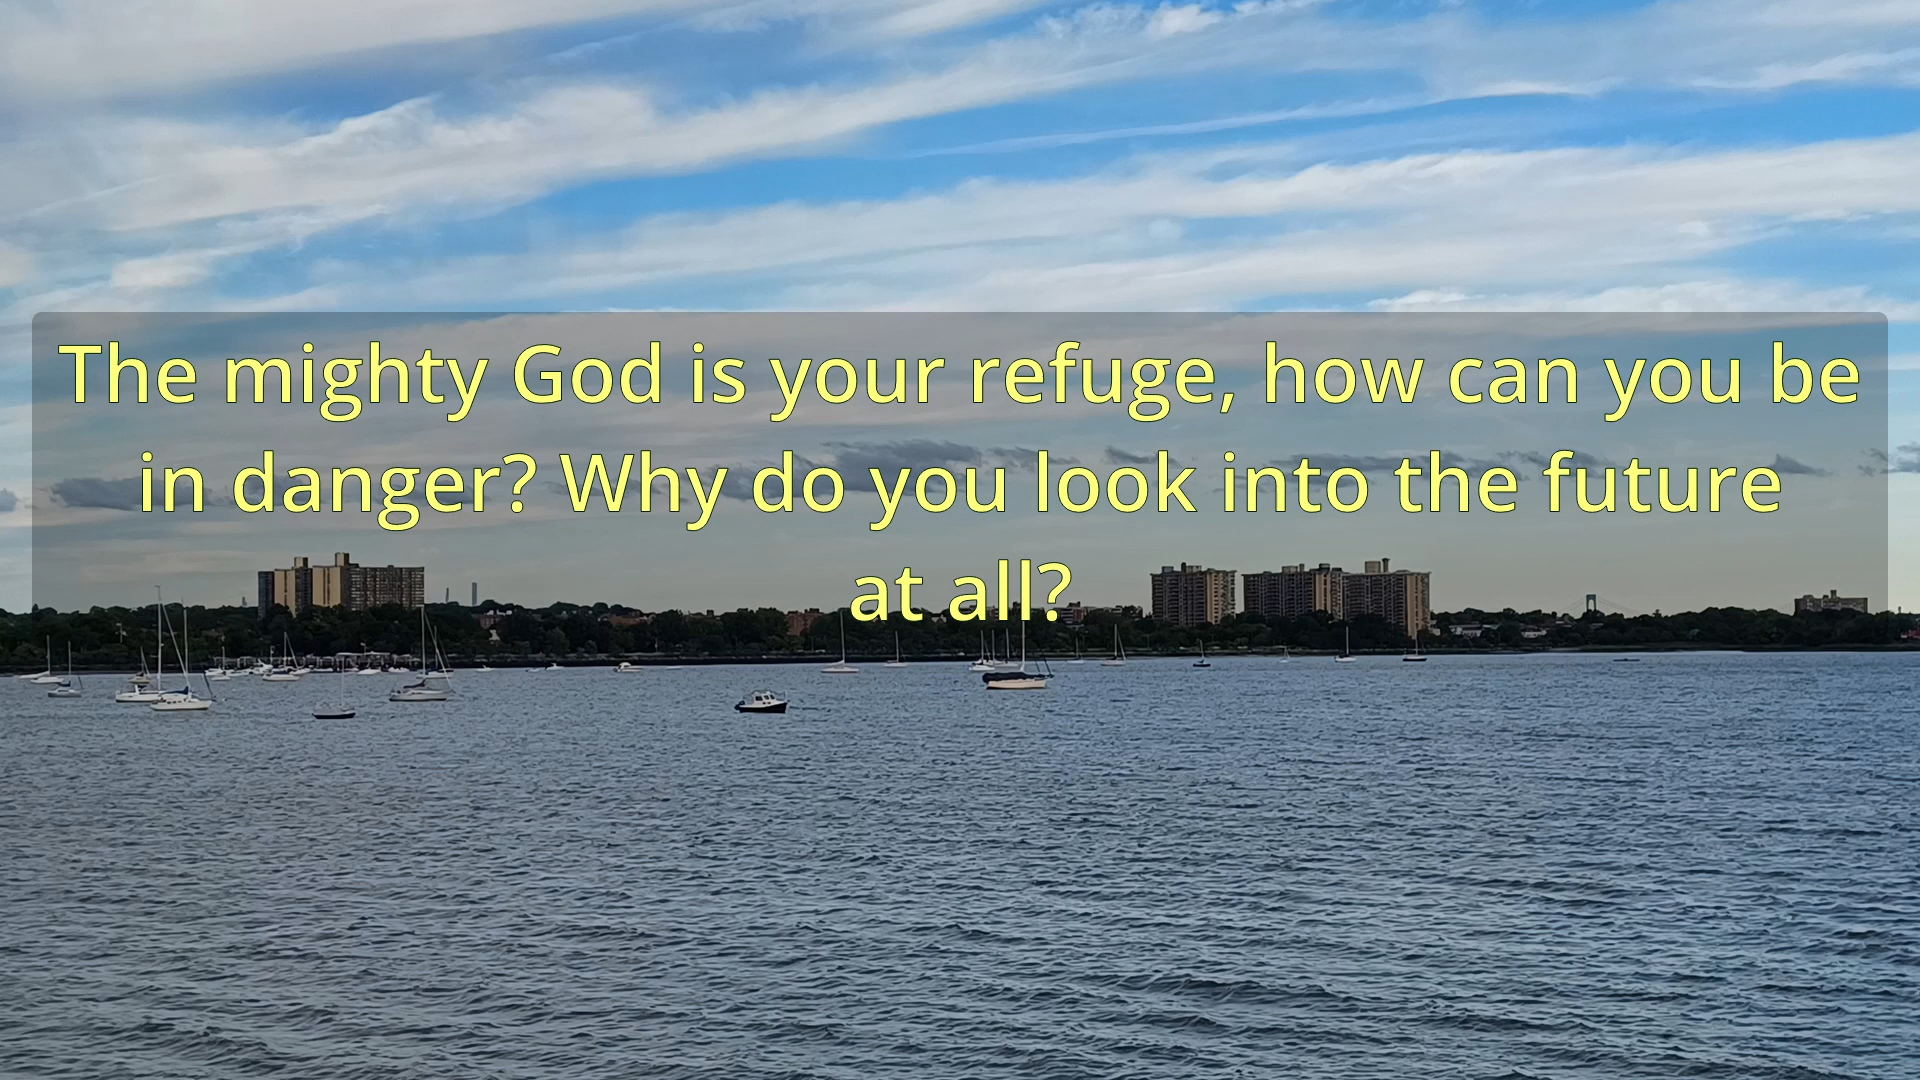 The mighty God is your refuge, how can you be
in danger? Why do you look into the future
at all?